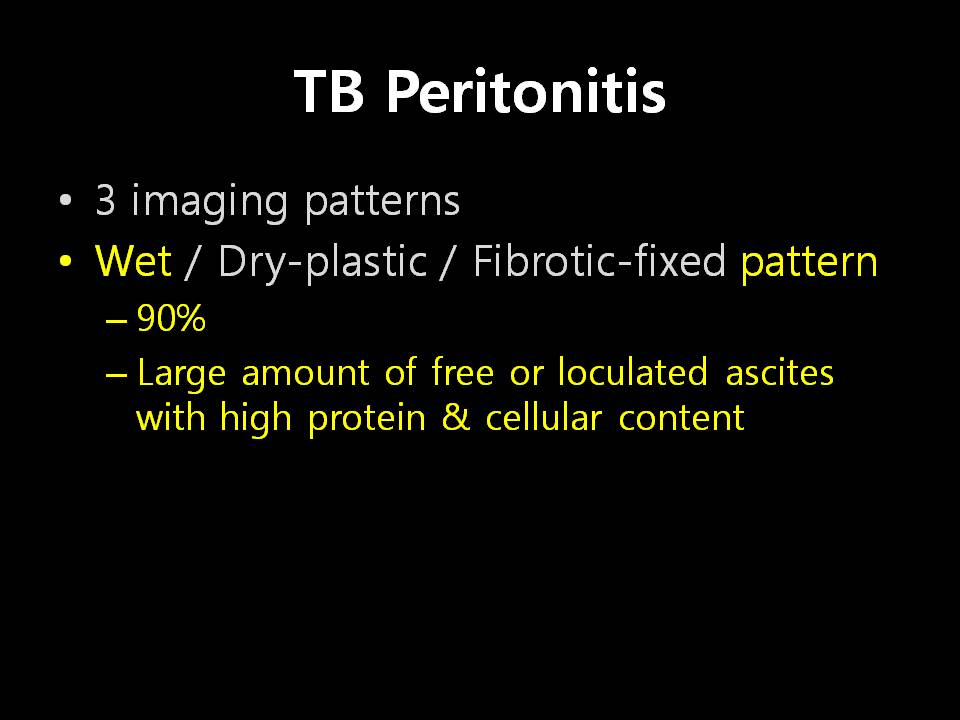 TB Peritonitis
• 3 imaging patterns
• Wet / Dry-plastic / Fibrotic-fixed pattern
– 90%
– Large amount of free or loculated ascites
with high protein & cellular content